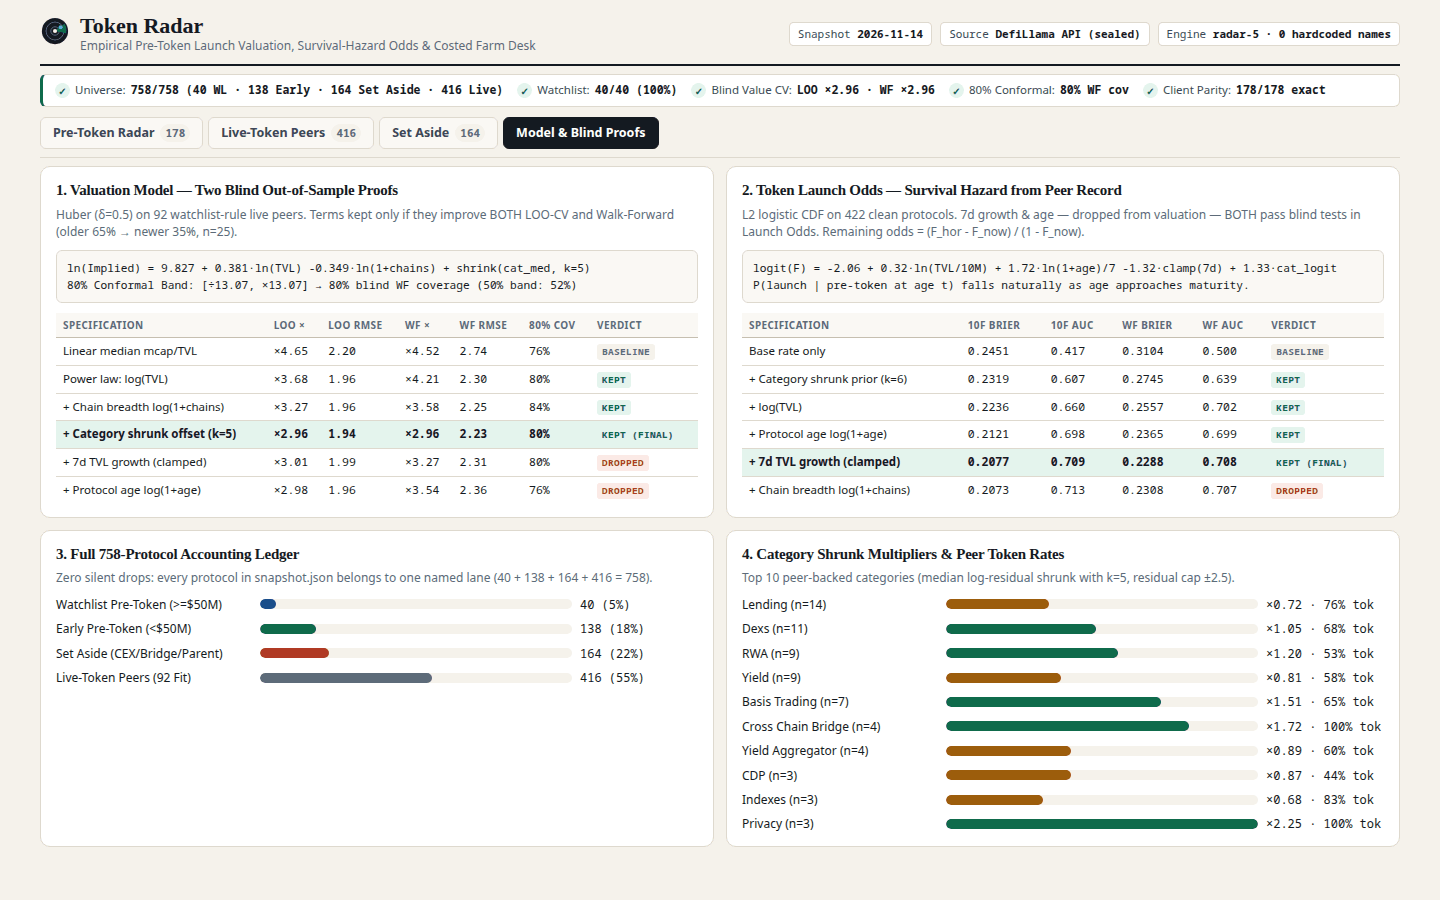 Token Radar
Empirical Pre-Token Launch Valuation, Survival-Hazard Odds & Costed Farm Desk
Snapshot 2026-11-14
Source DefiLlama API (sealed)
Engine radar-5 · 0 hardcoded names
✓ Universe: 758/758 (40 WL · 138 Early · 164 Set Aside · 416 Live) ✓ Watchlist: 40/40 (100%) ✓ Blind Value CV: LOO ×2.96 · WF ×2.96 ✓ 80% Conformal: 80% WF cov ✓ Client Parity: 178/178 exact
Pre-Token Radar 178
Live-Token Peers 416
Set Aside 164
Model & Blind Proofs
1. Valuation Model — Two Blind Out-of-Sample Proofs
Huber (δ=0.5) on 92 watchlist-rule live peers. Terms kept only if they improve BOTH LOO-CV and Walk-Forward
(older 65% → newer 35%, n=25).
ln(Implied) = 9.827 + 0.381·ln(TVL) -0.349·ln(1+chains) + shrink(cat_med, k=5)
80% Conformal Band: [÷13.07, ×13.07] → 80% blind WF coverage (50% band: 52%)
SPECIFICATION LOO × LOO RMSE WF × WF RMSE 80% COV VERDICT
Linear median mcap/TVL ×4.65 2.20 ×4.52 2.74 76% BASELINE
Power law: log(TVL) ×3.68 1.96 ×4.21 2.30 80% KEPT
+ Chain breadth log(1+chains) ×3.27 1.96 ×3.58 2.25 84% KEPT
+ Category shrunk offset (k=5) ×2.96 1.94 ×2.96 2.23 80% KEPT (FINAL)
+ 7d TVL growth (clamped) ×3.01 1.99 ×3.27 2.31 80% DROPPED
+ Protocol age log(1+age) ×2.98 1.96 ×3.54 2.36 76% DROPPED
2. Token Launch Odds — Survival Hazard from Peer Record
L2 logistic CDF on 422 clean protocols. 7d growth & age — dropped from valuation — BOTH pass blind tests in
Launch Odds. Remaining odds = (F_hor - F_now) / (1 - F_now).
logit(F) = -2.06 + 0.32·ln(TVL/10M) + 1.72·ln(1+age)/7 -1.32·clamp(7d) + 1.33·cat_logit
P(launch | pre-token at age t) falls naturally as age approaches maturity.
SPECIFICATION 10F BRIER 10F AUC WF BRIER WF AUC VERDICT
Base rate only 0.2451 0.417 0.3104 0.500 BASELINE
+ Category shrunk prior (k=6) 0.2319 0.607 0.2745 0.639 KEPT
+ log(TVL) 0.2236 0.660 0.2557 0.702 KEPT
+ Protocol age log(1+age) 0.2121 0.698 0.2365 0.699 KEPT
+ 7d TVL growth (clamped) 0.2077 0.709 0.2288 0.708 KEPT (FINAL)
+ Chain breadth log(1+chains) 0.2073 0.713 0.2308 0.707 DROPPED
3. Full 758-Protocol Accounting Ledger
Zero silent drops: every protocol in snapshot.json belongs to one named lane (40 + 138 + 164 + 416 = 758).
Watchlist Pre-Token (>=$50M) 40 (5%)
Early Pre-Token (<$50M) 138 (18%)
Set Aside (CEX/Bridge/Parent) 164 (22%)
Live-Token Peers (92 Fit) 416 (55%)
4. Category Shrunk Multipliers & Peer Token Rates
Top 10 peer-backed categories (median log-residual shrunk with k=5, residual cap ±2.5).
Lending (n=14) ×0.72 · 76% tok
Dexs (n=11) ×1.05 · 68% tok
RWA (n=9) ×1.20 · 53% tok
Yield (n=9) ×0.81 · 58% tok
Basis Trading (n=7) ×1.51 · 65% tok
Cross Chain Bridge (n=4) ×1.72 · 100% tok
Yield Aggregator (n=4) ×0.89 · 60% tok
CDP (n=3) ×0.87 · 44% tok
Indexes (n=3) ×0.68 · 83% tok
Privacy (n=3) ×2.25 · 100% tok